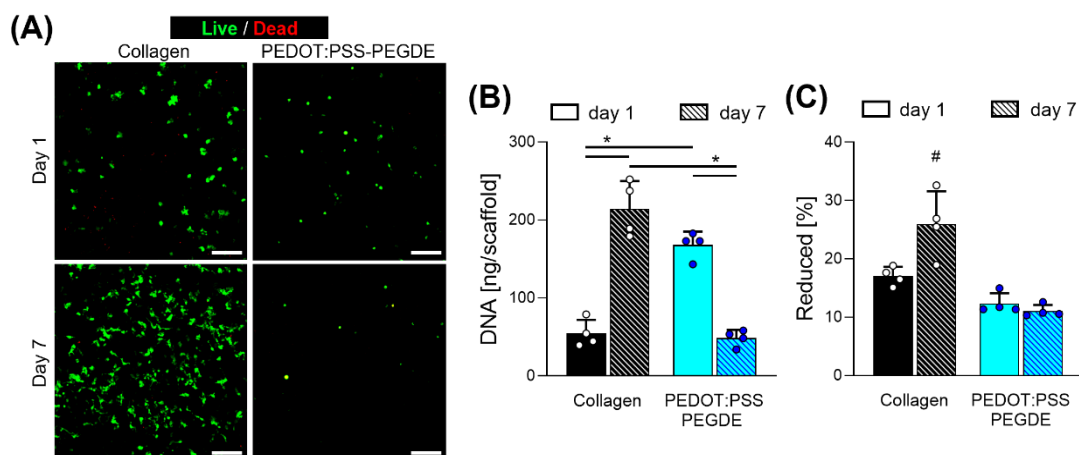 (A)
Live / Dead
Collagen
PEDOT:PSS-PEGDE
Day 1
Day 7
(B)
day 1
day 7
DNA [ng/scaffold]
300
200
100
0
*
*
Collagen
PEDOT:PSS
PEGDE
(C)
day 1
day 7
Reduced [%]
40
30
20
10
0
#
Collagen
PEDOT:PSS
PEGDE